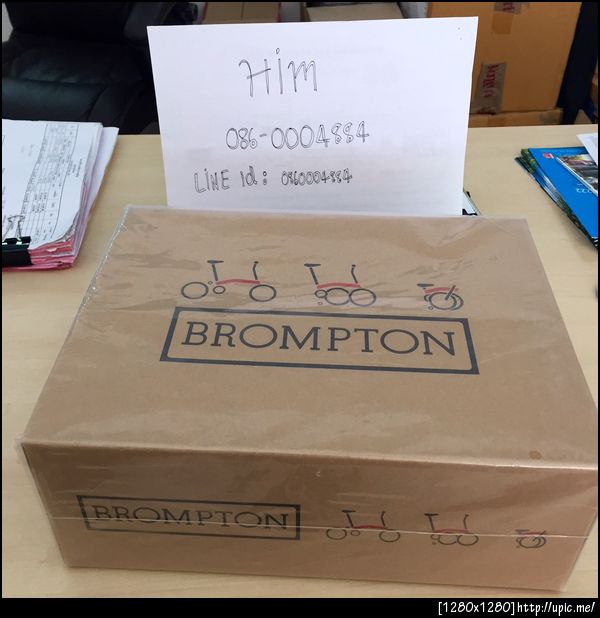 Him
086-0004884
LINE Id: 0860004884
BROMPTON
BROMPTON
[1280x1280]http://upic.me/